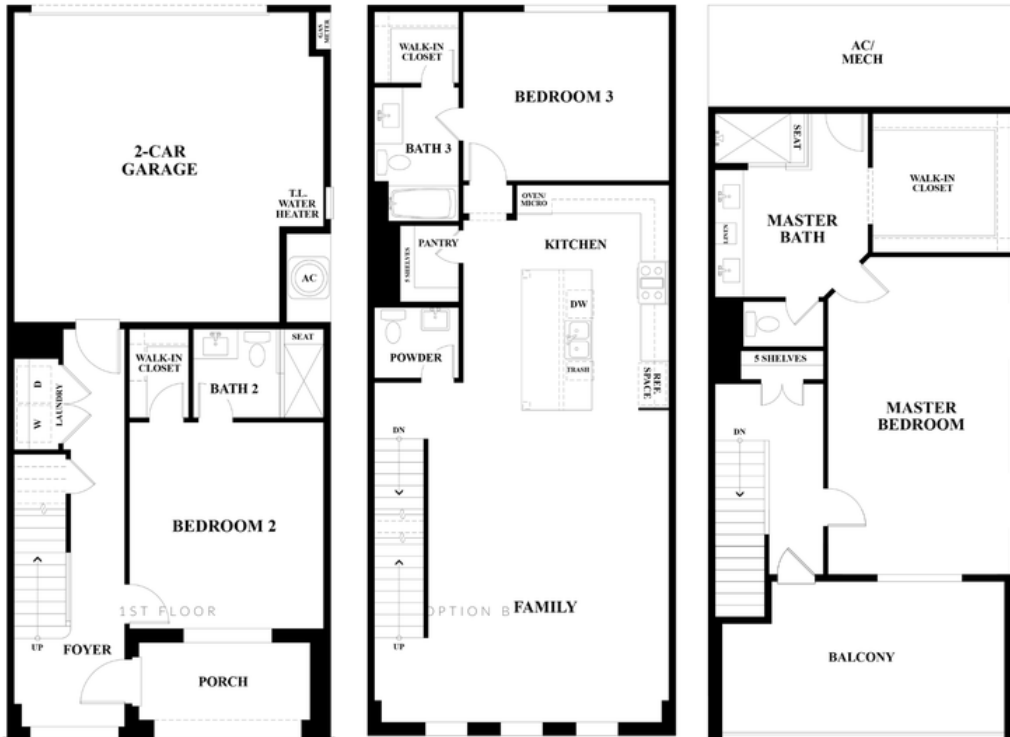 GAS
METER
2-CAR
GARAGE
T.L.
WATER
HEATER
AC
D
W
LAUNDRY
WALK-IN
CLOSET
BATH 2
SEAT
BEDROOM 2
1ST FLOOR
UP
FOYER
PORCH
WALK-IN
CLOSET
BEDROOM 3
BATH 3
OVEN/
MICRO
PANTRY
5 SHELVES
KITCHEN
DW
TRASH
POWDER
REF.
SPACE
DN
FAMILY
OPTION B
UP
AC/
MECH
SEAT
WALK-IN
CLOSET
LINEN
MASTER
BATH
5 SHELVES
MASTER
BEDROOM
DN
BALCONY